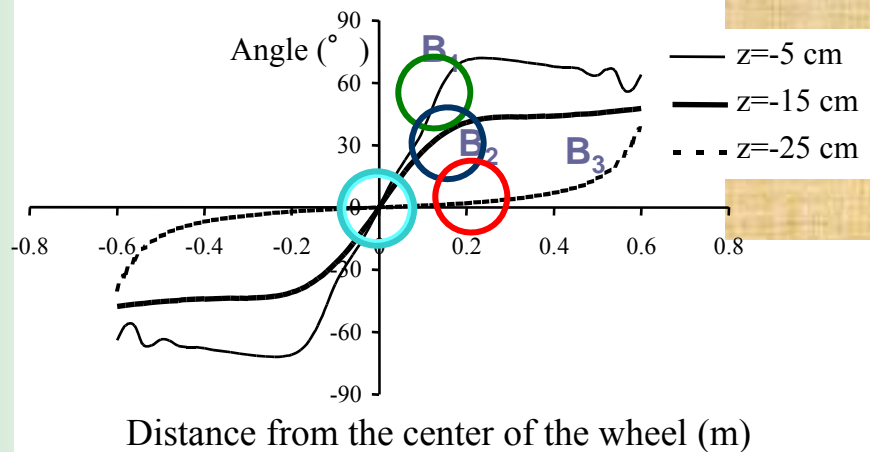 90
Angle (°)
B1
z=-5 cm
60
z=-15 cm
30
B2
B3
z=-25 cm
0
-0.8 -0.6 -0.4 -0.2 0 0.2 0.4 0.6 0.8
-30
-60
-90
Distance from the center of the wheel (m)